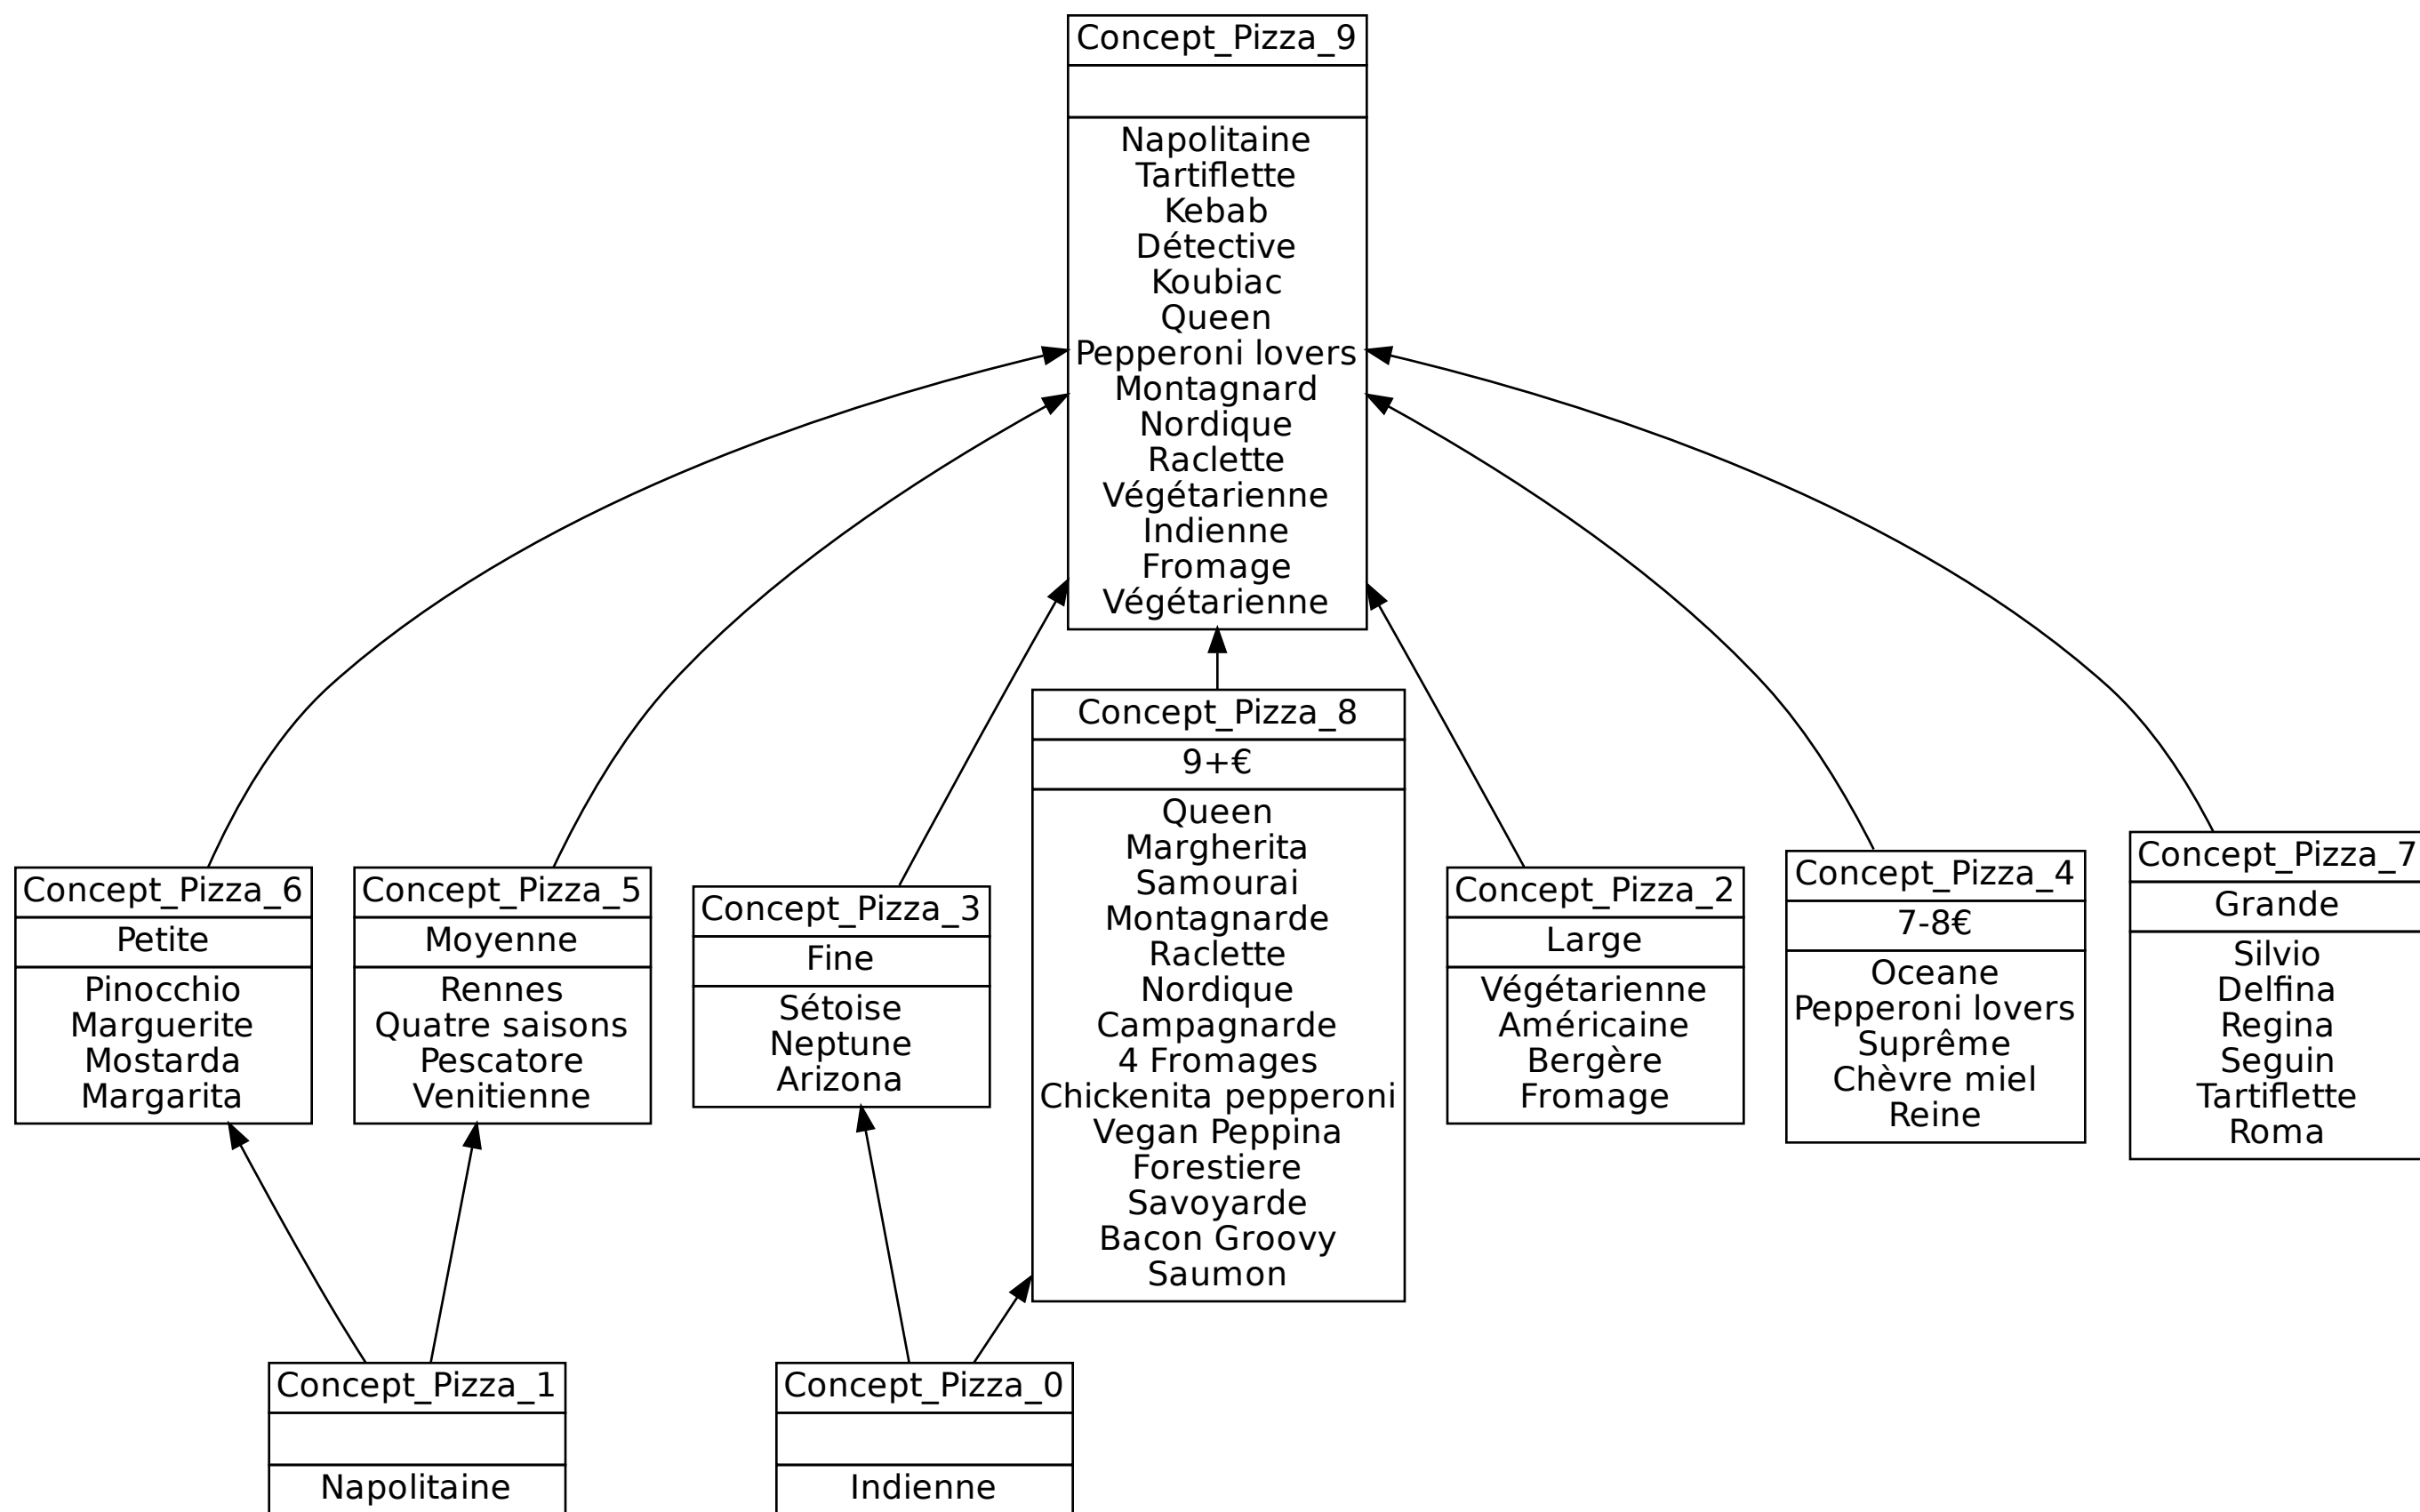 Concept_Pizza_9
Napolitaine
Tartiflette
Kebab
Détective
Koubiac
Queen
Pepperoni lovers
Montagnard
Nordique
Raclette
Végétarienne
Indienne
Fromage
Végétarienne
Concept_Pizza_6
Petite
Pinocchio
Marguerite
Mostarda
Margarita
Concept_Pizza_5
Moyenne
Rennes
Quatre saisons
Pescatore
Venitienne
Concept_Pizza_3
Fine
Sétoise
Neptune
Arizona
Concept_Pizza_8
9+€
Queen
Margherita
Samourai
Montagnarde
Raclette
Nordique
Campagnarde
4 Fromages
Chickenita pepperoni
Vegan Peppina
Forestiere
Savoyarde
Bacon Groovy
Saumon
Concept_Pizza_2
Large
Végétarienne
Américaine
Bergère
Fromage
Concept_Pizza_4
7-8€
Oceane
Pepperoni lovers
Suprême
Chèvre miel
Reine
Concept_Pizza_7
Grande
Silvio
Delfina
Regina
Seguin
Tartiflette
Roma
Concept_Pizza_1
Napolitaine
Concept_Pizza_0
Indienne